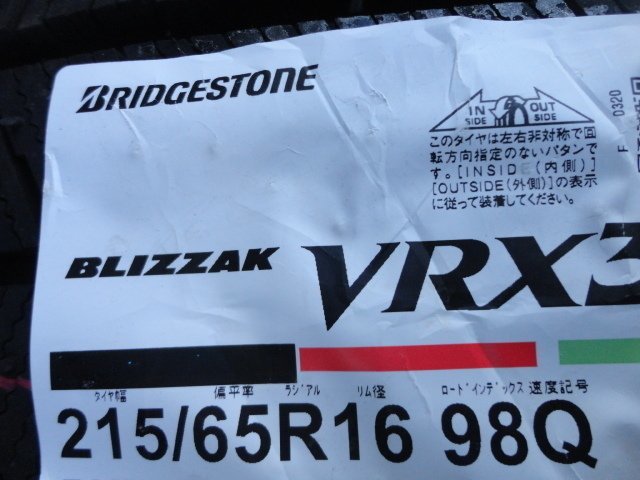 BRIDGESTONE
IN SIDE OUT SIDE
このタイヤは左右非対称で回
転方向指定のないパタンで
す。[INSIDE(内側)]
[OUTSIDE(外側)]の表示
に従って装着してください。
F 0320
BLIZZAK VRX3
タイヤ幅 偏平率 ラジアル リム径 ロードインデックス 速度記号
215/65R16 98Q